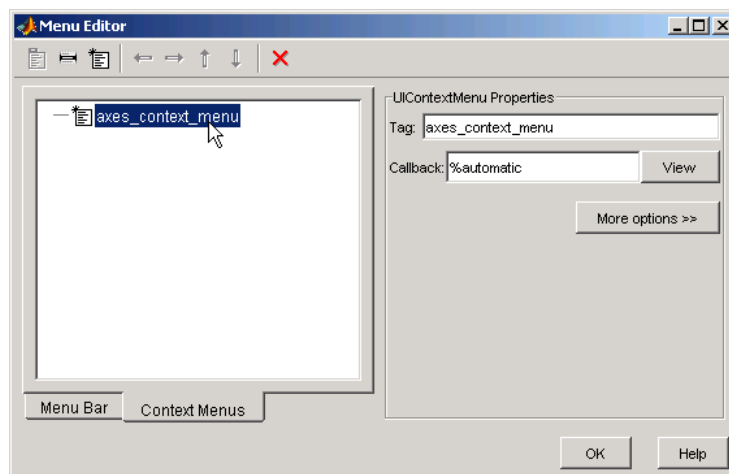 Menu Editor
axes_context_menu
UIContextMenu Properties
Tag: axes_context_menu
Callback: %automatic View
More options >>
Menu Bar Context Menus
OK Help